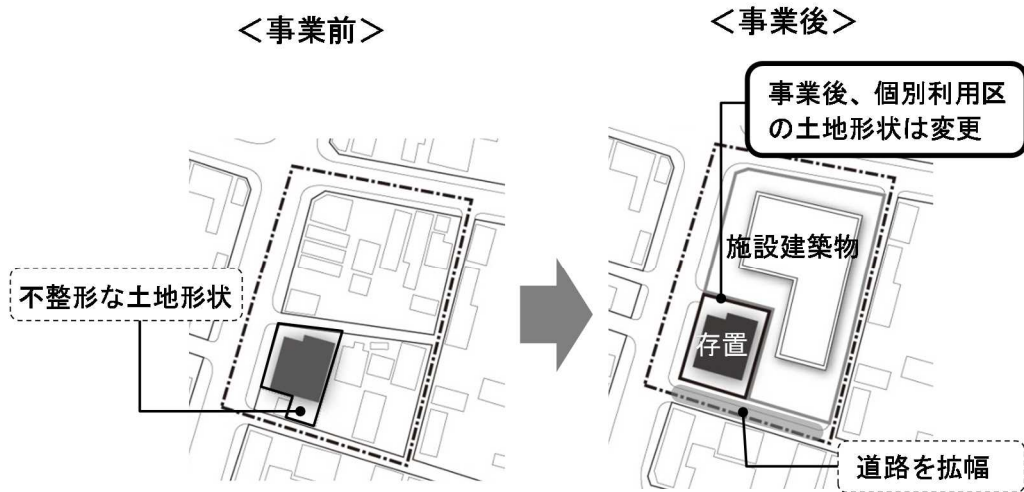 ＜事業前＞
不整形な土地形状
＜事業後＞
事業後、個別利用区
の土地形状は変更
施設建築物
存置
道路を拡幅